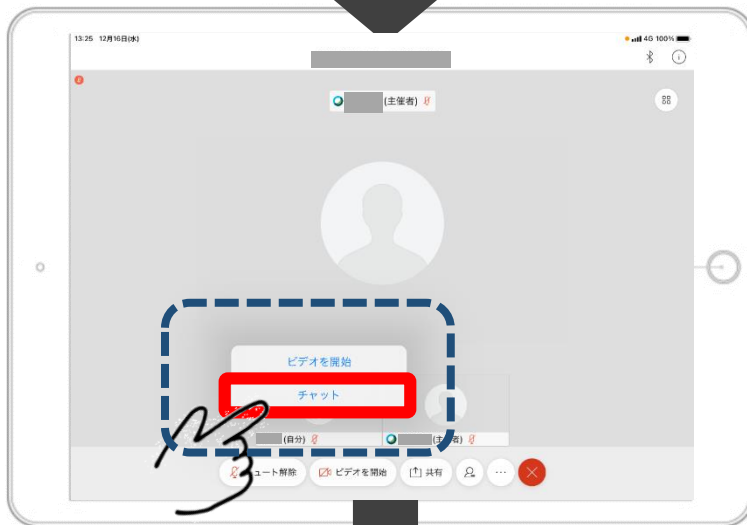 13:25 12月16日(水)
4G 100%
(主催者)
ビデオを開始
チャット
(自分)
(主 者)
ュート解除
ビデオを開始
共有